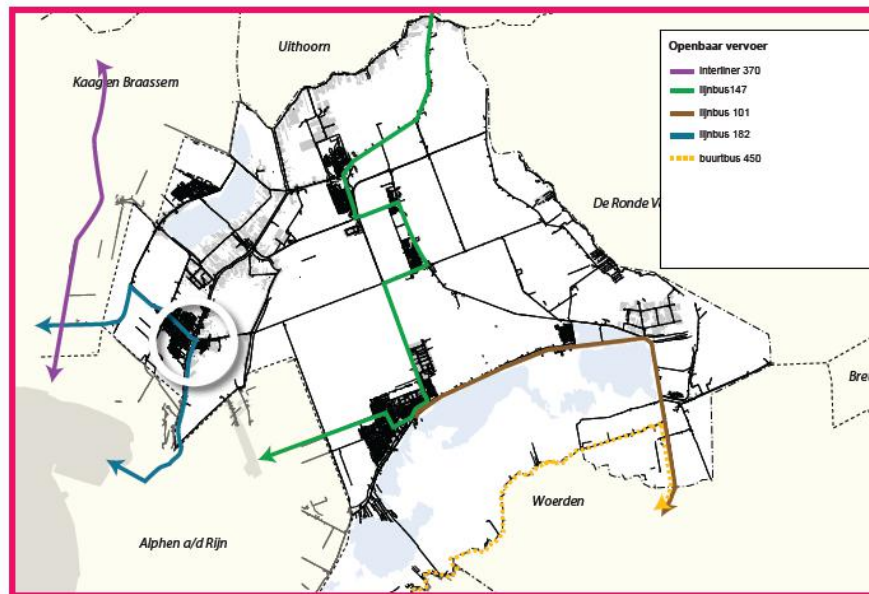 Uithoorn
Kaag en Braassem
De Ronde Ve
Bre
Woerden
Alphen a/d Rijn
Openbaar vervoer
interliner 370
lijnbus147
lijnbus 101
lijnbus 182
buurtbus 450